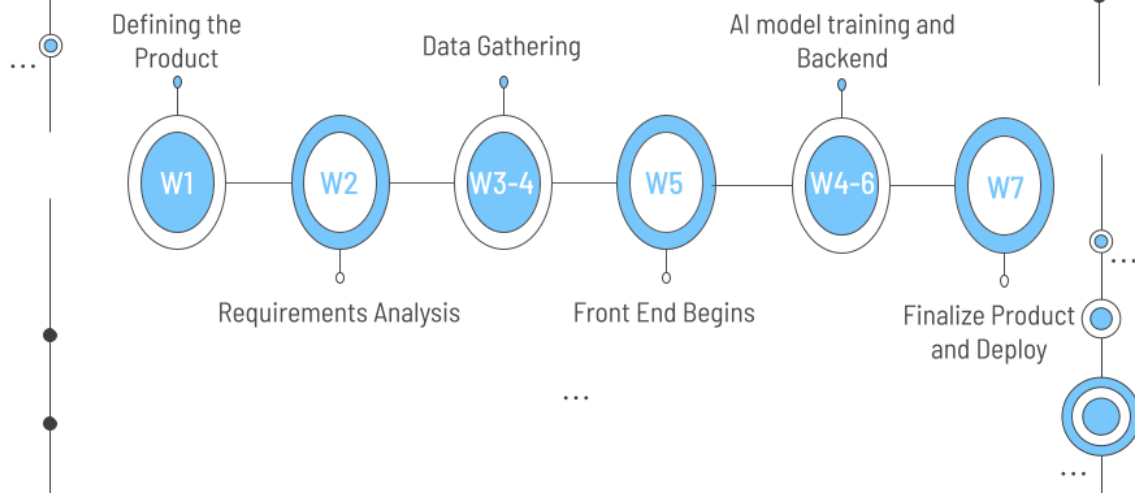 Defining the
Product
Data Gathering
AI model training and
Backend
...
W1
W2
W3-4
W5
W4-6
W7
...
Requirements Analysis
Front End Begins
Finalize Product
and Deploy
...
...